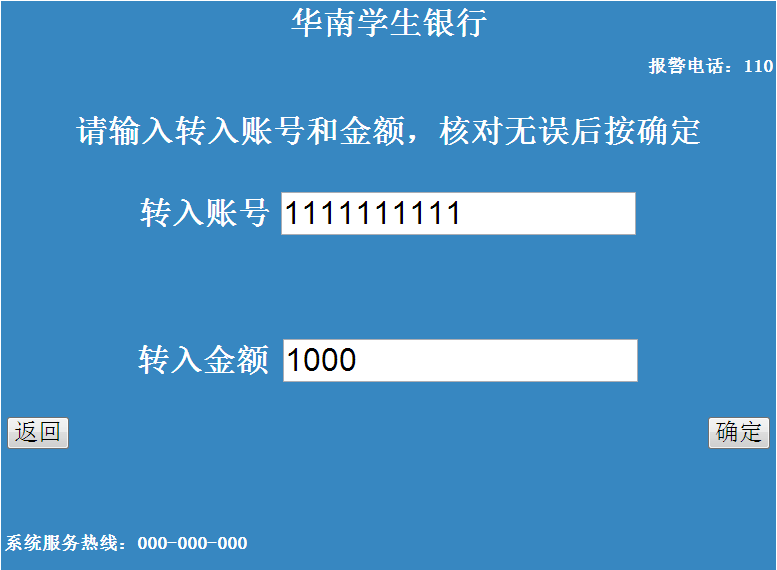 华南学生银行
报警电话：110
请输入转入账号和金额，核对无误后按确定
转入账号 1111111111
转入金额 1000
返回 确定
系统服务热线：000-000-000